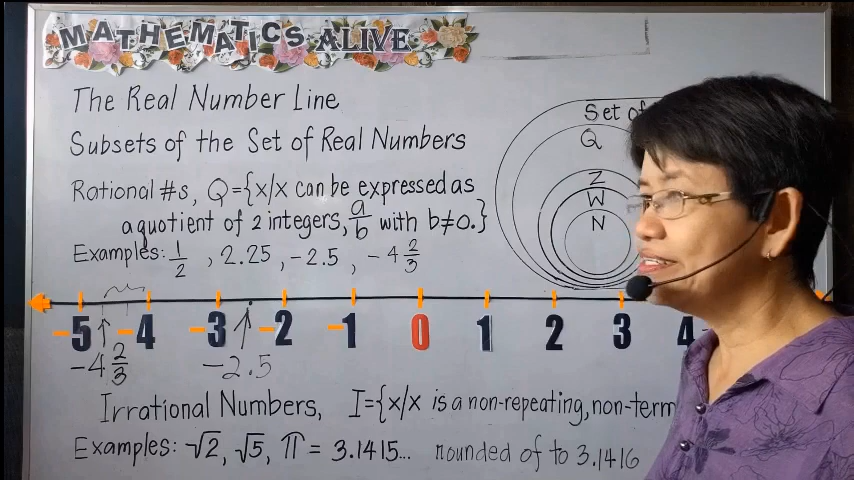 MATHEMATICS ALIVE
The Real Number Line
Subsets of the Set of Real Numbers
Rational #s, Q={x/x can be expressed as
a quotient of 2 integers, a/b with b≠0.}
Examples: 1/2 , 2.25 , -2.5 , -4 2/3
Set of
Q
Z
W
N
-5 -4 -3 -2 -1 0 1 2 3 4
-4 2/3 -2.5
Irrational Numbers, I={x/x is a non-repeating, non-term
Examples: √2, √5, π = 3.1415... rounded of to 3.1416